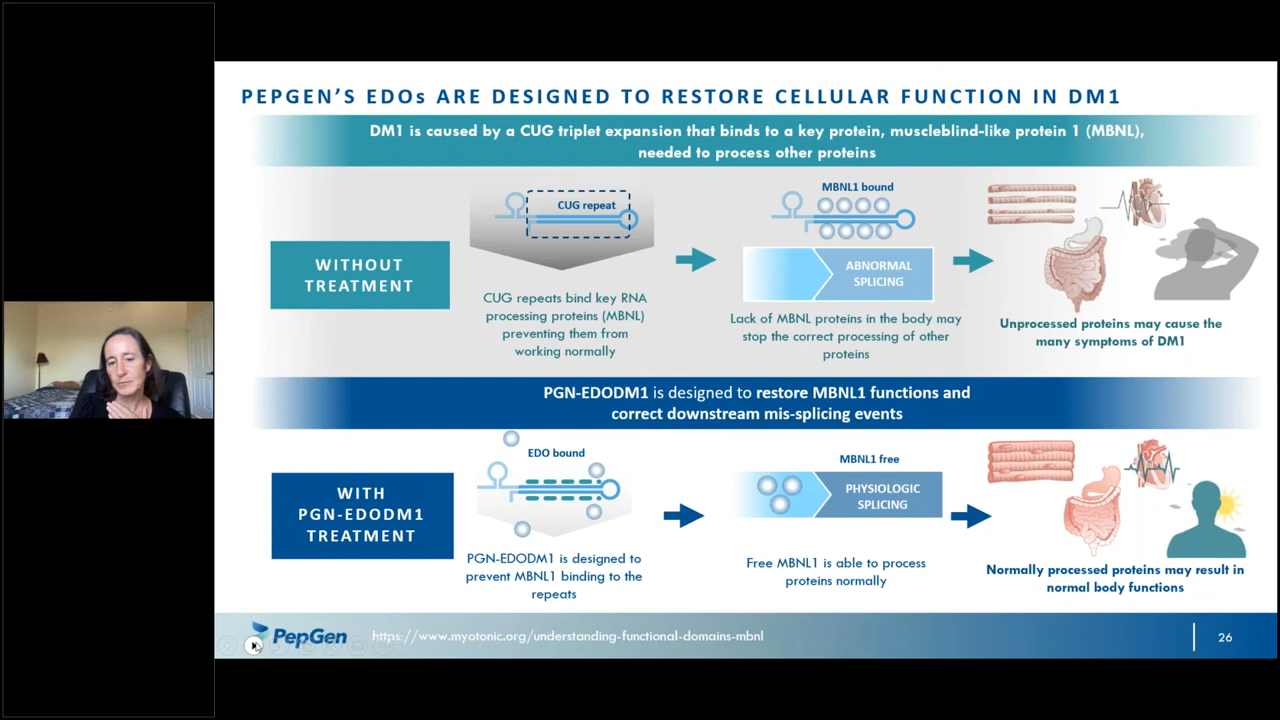 PEPGEN'S EDOs ARE DESIGNED TO RESTORE CELLULAR FUNCTION IN DM1
DM1 is caused by a CUG triplet expansion that binds to a key protein, muscleblind-like protein 1 (MBNL),
needed to process other proteins
WITHOUT
TREATMENT
CUG repeat
CUG repeats bind key RNA
processing proteins (MBNL)
preventing them from
working normally
MBNL1 bound
ABNORMAL
SPLICING
Lack of MBNL proteins in the body may
stop the correct processing of other
proteins
Unprocessed proteins may cause the
many symptoms of DM1
PGN-EDODM1 is designed to restore MBNL1 functions and
correct downstream mis-splicing events
WITH
PGN-EDODM1
TREATMENT
EDO bound
PGN-EDODM1 is designed to
prevent MBNL1 binding to the
repeats
MBNL1 free
PHYSIOLOGIC
SPLICING
Free MBNL1 is able to process
proteins normally
Normally processed proteins may result in
normal body functions
PepGen
https://www.myotonic.org/understanding-functional-domains-mbnl
26